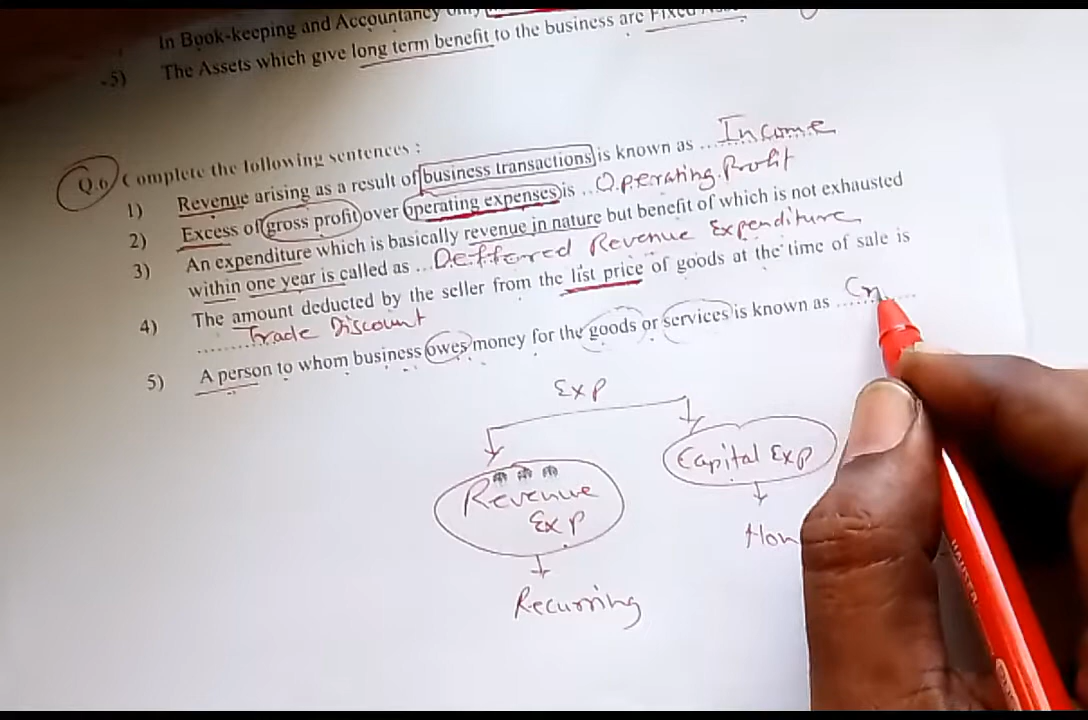 In Book-keeping and Accountancy only
5) The Assets which give long term benefit to the business are Fixed
Q.6 Complete the following sentences :
1) Revenue arising as a result of business transactions is known as ... Income
2) Excess of gross profit over operating expenses is ... Operating Profit
3) An expenditure which is basically revenue in nature but benefit of which is not exhausted
within one year is called as ... Deffered Revenue Expenditure
4) The amount deducted by the seller from the list price of goods at the time of sale is
......... Trade Discount
5) A person to whom business owes money for the goods or services is known as ... Cr
Exp
Revenue Exp
Capital Exp
Recurring